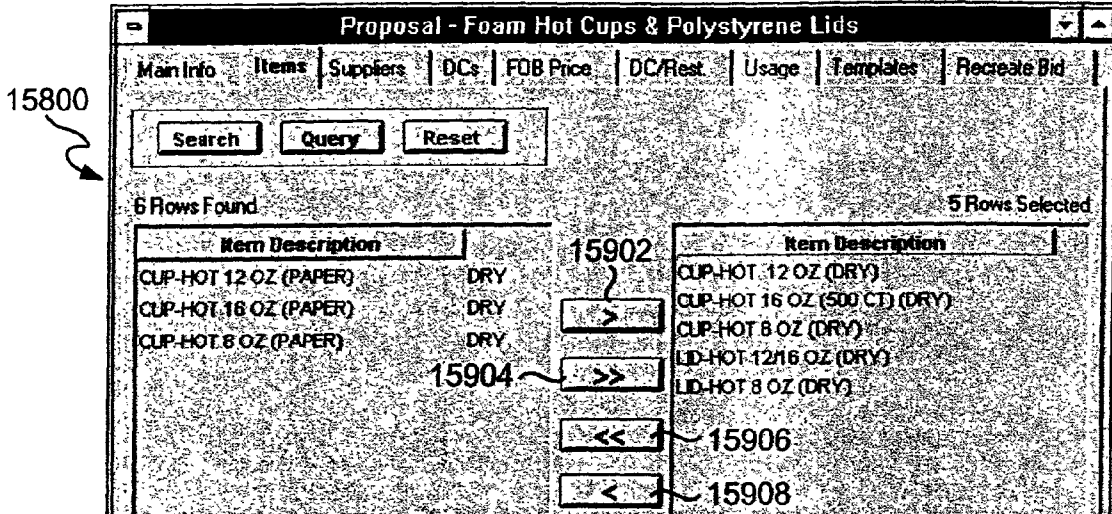 Proposal - Foam Hot Cups & Polystyrene Lids
Main Info Items Suppliers DCs FOB Price DC/Rest. Usage Templates Recreate Bid
15800
Search Query Reset
6 Rows Found
5 Rows Selected
Item Description
CUP-HOT 12 OZ (PAPER) DRY
CUP-HOT 16 OZ (PAPER) DRY
CUP-HOT 8 OZ (PAPER) DRY
15902
>
15904
>>
<<
15906
<
15908
Item Description
CUP-HOT 12 OZ (DRY)
CUP-HOT 16 OZ (500 CT) (DRY)
CUP-HOT 8 OZ (DRY)
LID-HOT 12/16 OZ (DRY)
LID-HOT 8 OZ (DRY)